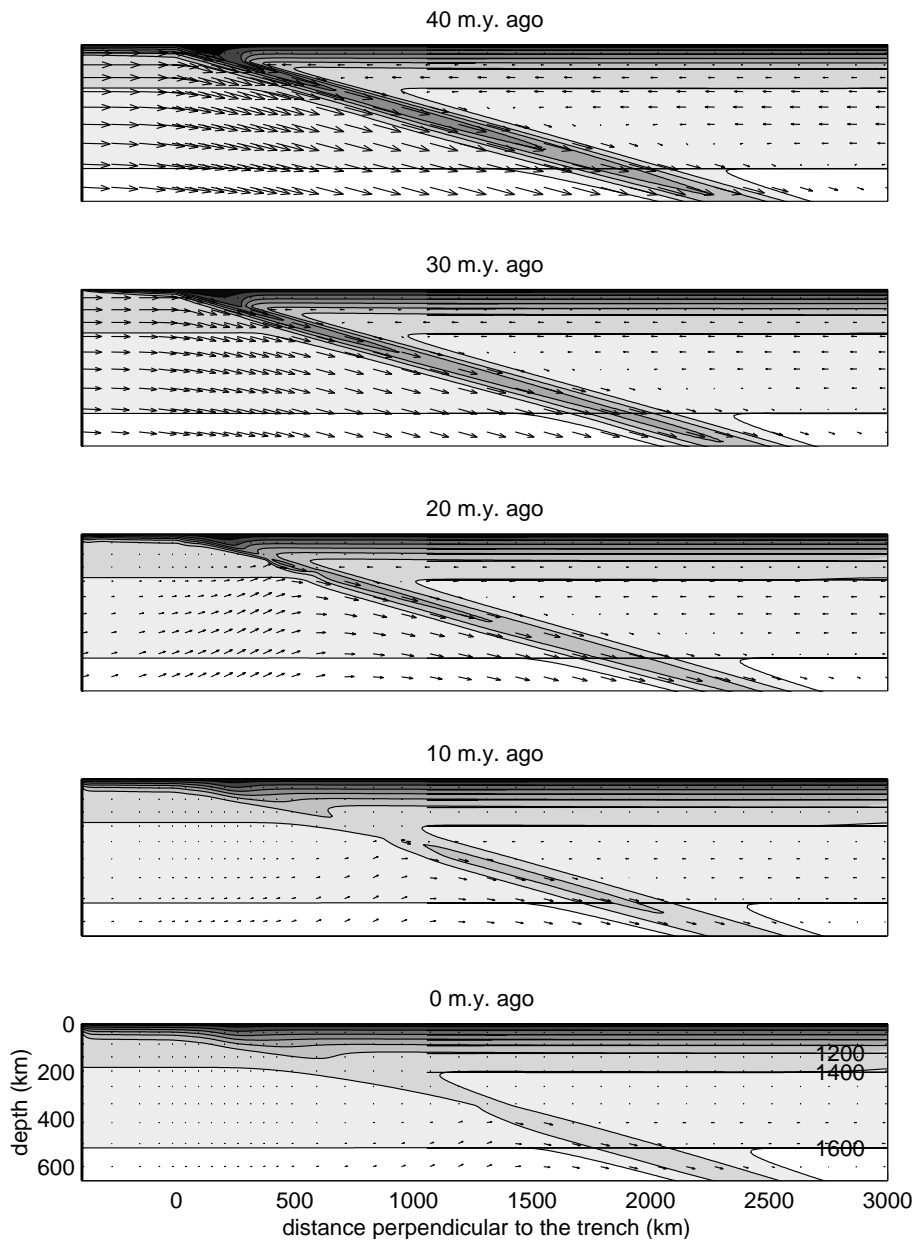 40 m.y. ago
30 m.y. ago
20 m.y. ago
10 m.y. ago
0 m.y. ago
0
200
400
600
depth (km)
1200
1400
1600
0 500 1000 1500 2000 2500 3000
distance perpendicular to the trench (km)